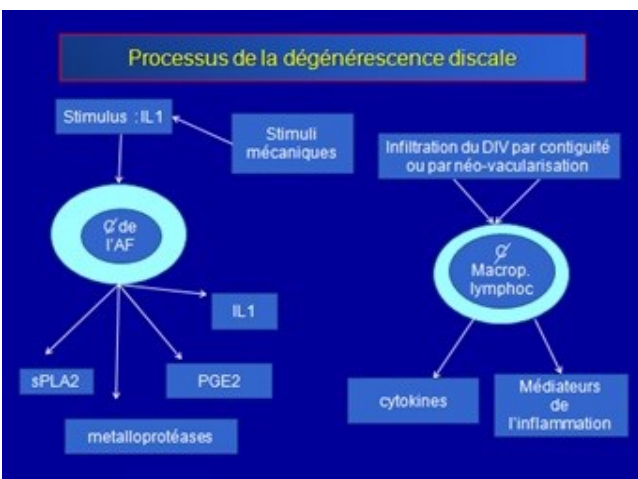 Processus de la dégénérescence discale
Stimulus : IL1
Stimuli
mécaniques
Infiltration du DIV par contiguité
ou par néo-vacularisation
₡ de
l'AF
₡
Macrop.
lymphoc
IL1
sPLA2
PGE2
metalloprotéases
cytokines
Médiateurs
de
l'inflammation